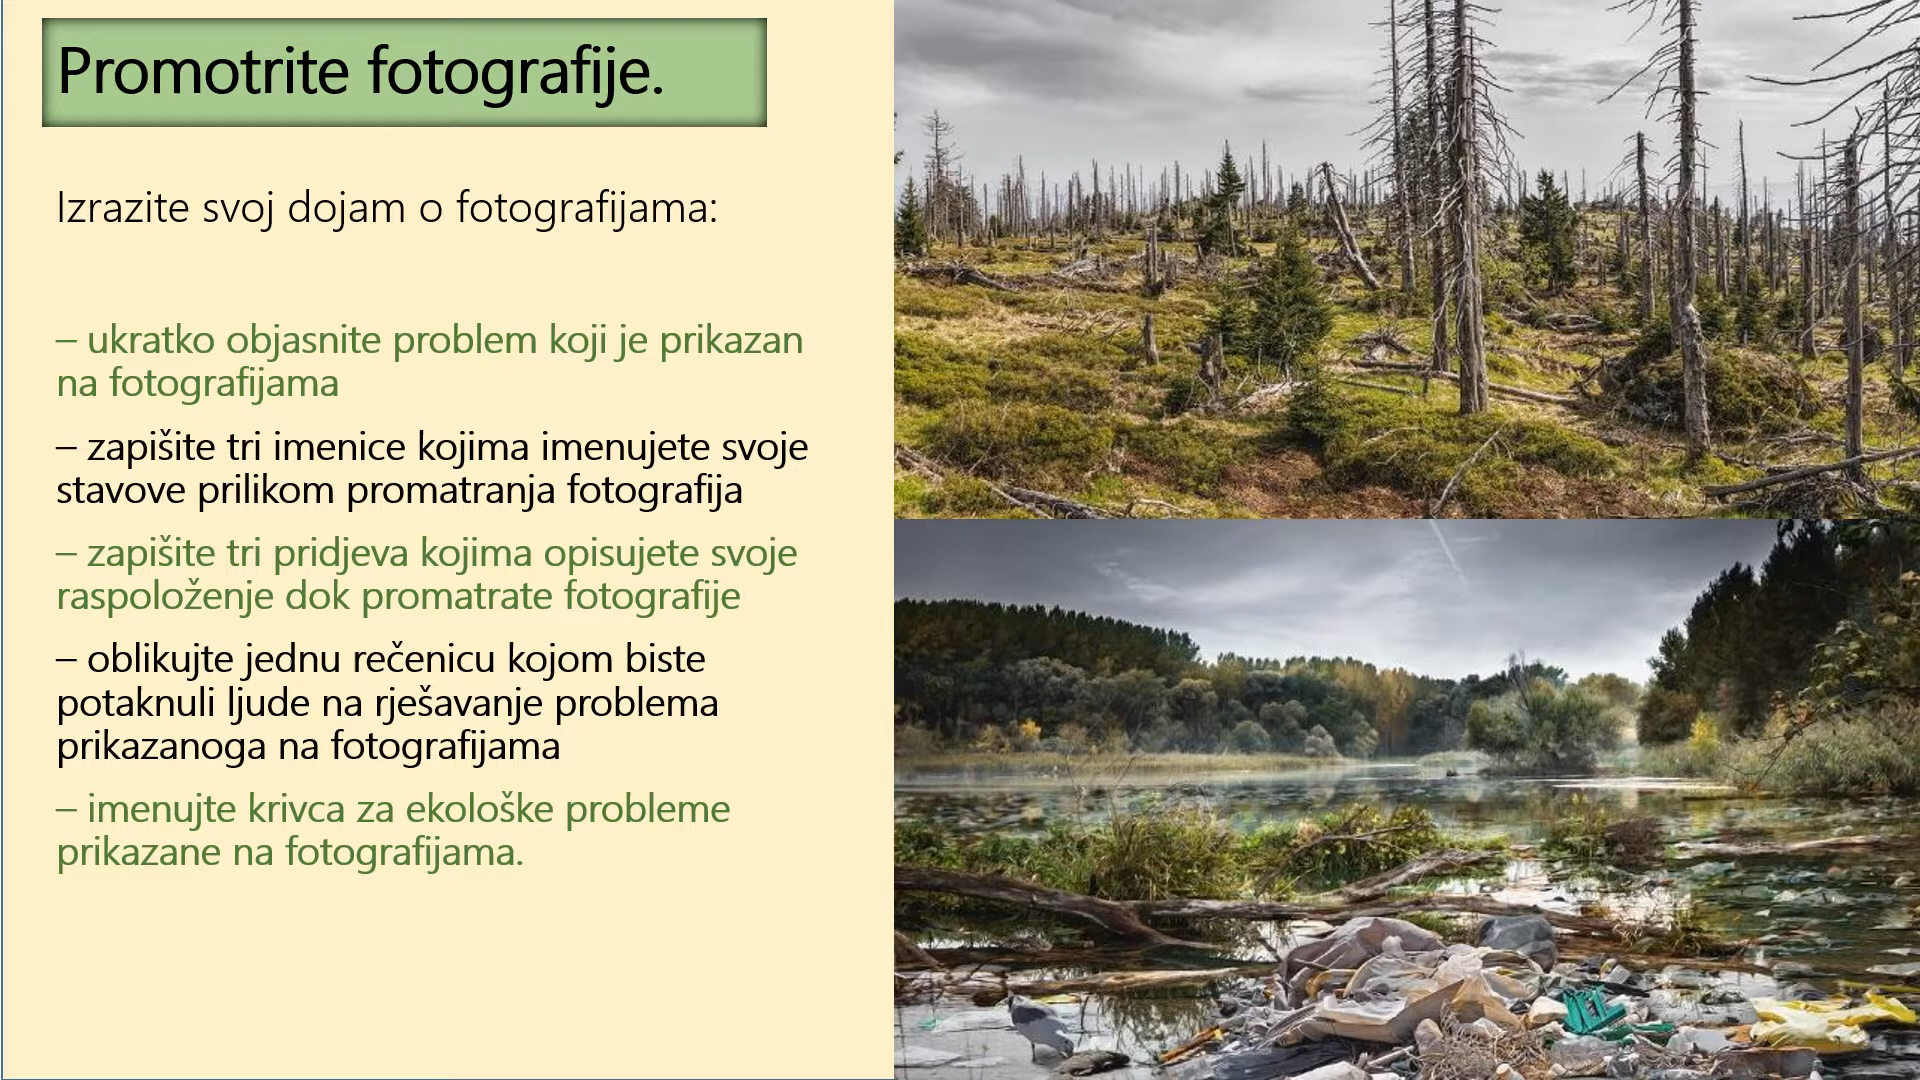 Promotrite fotografije.
Izrazite svoj dojam o fotografijama:
– ukratko objasnite problem koji je prikazan
na fotografijama
– zapišite tri imenice kojima imenujete svoje
stavove prilikom promatranja fotografija
– zapišite tri pridjeva kojima opisujete svoje
raspoloženje dok promatrate fotografije
– oblikujte jednu rečenicu kojom biste
potaknuli ljude na rješavanje problema
prikazanoga na fotografijama
– imenujte krivca za ekološke probleme
prikazane na fotografijama.